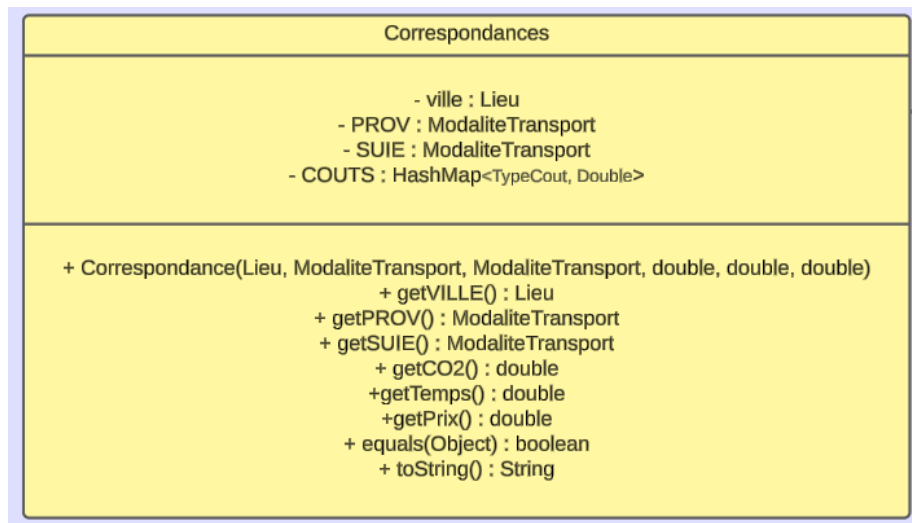 Correspondances
- ville : Lieu
- PROV : ModaliteTransport
- SUIE : ModaliteTransport
- COUTS : HashMap<TypeCout, Double>
+ Correspondance(Lieu, ModaliteTransport, ModaliteTransport, double, double, double)
+ getVILLE() : Lieu
+ getPROV() : ModaliteTransport
+ getSUIE() : ModaliteTransport
+ getCO2() : double
+getTemps() : double
+getPrix() : double
+ equals(Object) : boolean
+ toString() : String